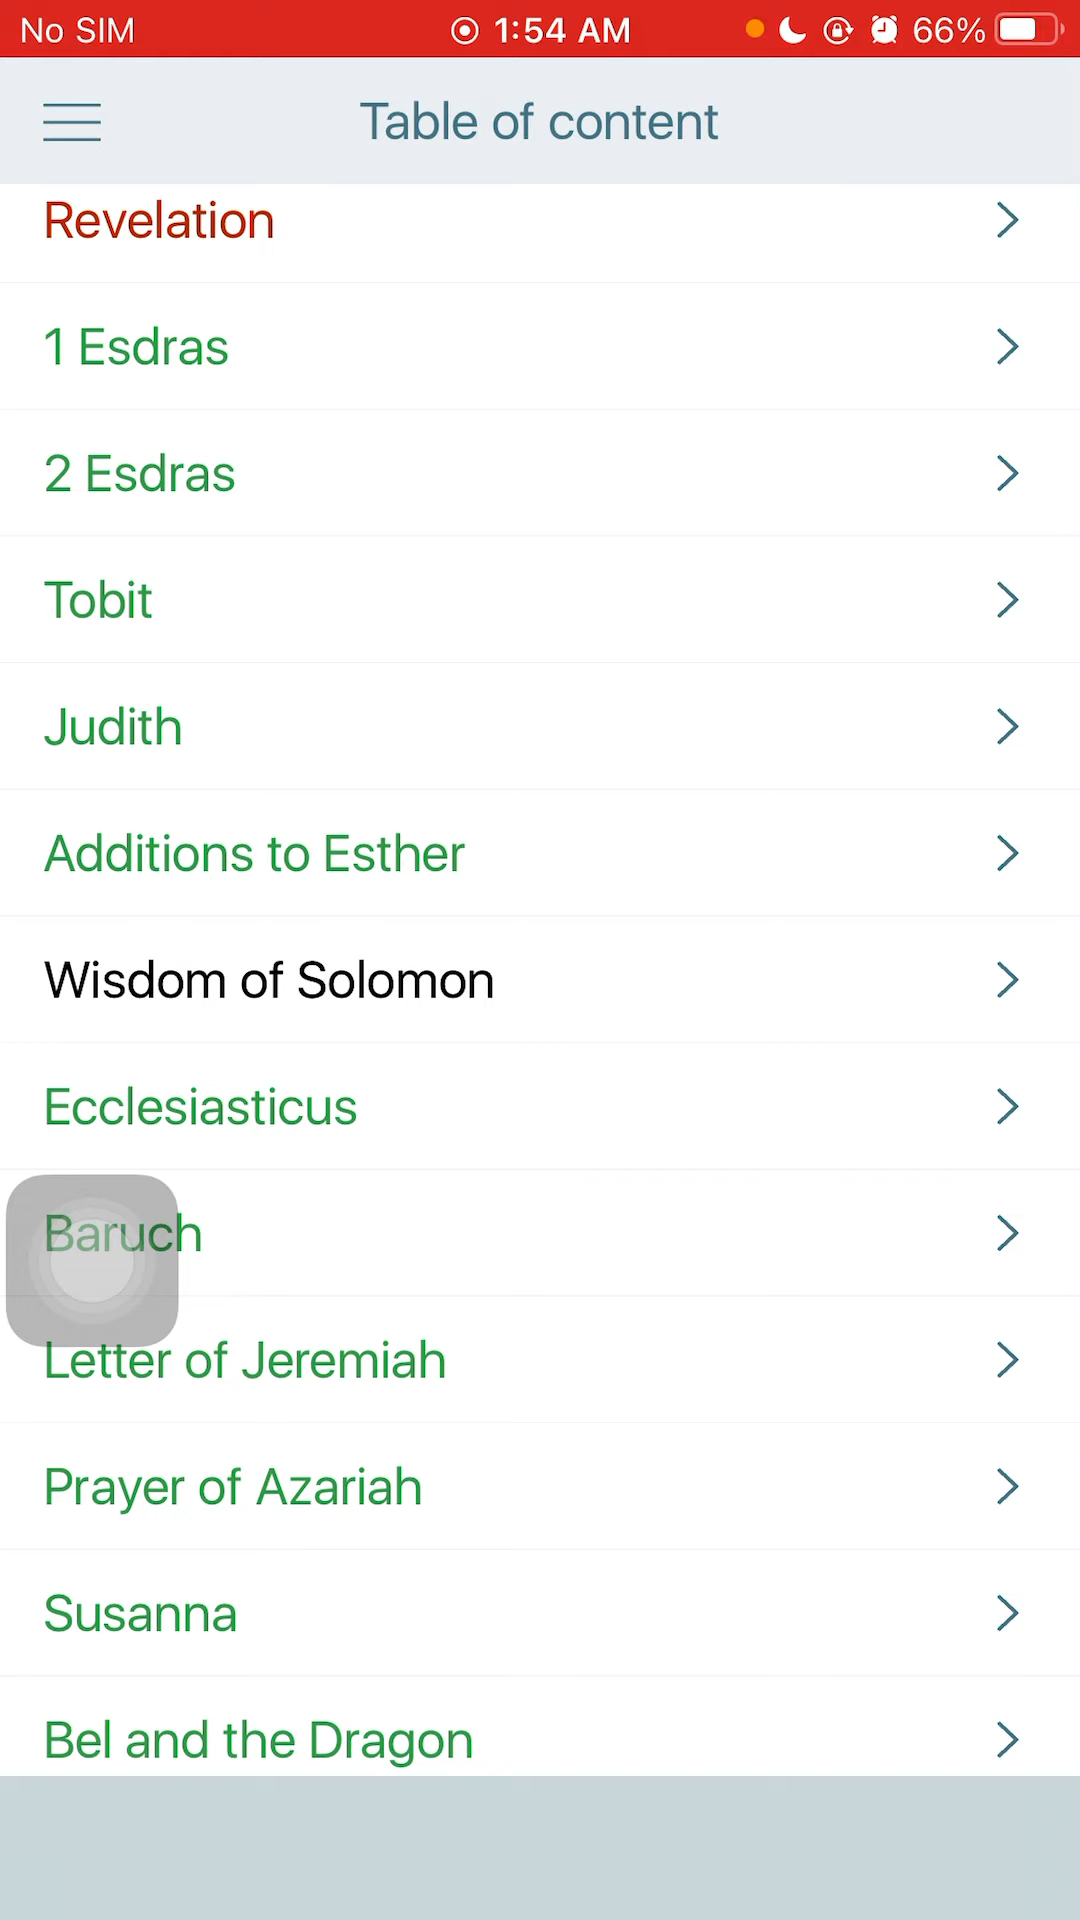 No SIM 1:54 AM 66%
Table of content
Revelation
1 Esdras
2 Esdras
Tobit
Judith
Additions to Esther
Wisdom of Solomon
Ecclesiasticus
Baruch
Letter of Jeremiah
Prayer of Azariah
Susanna
Bel and the Dragon